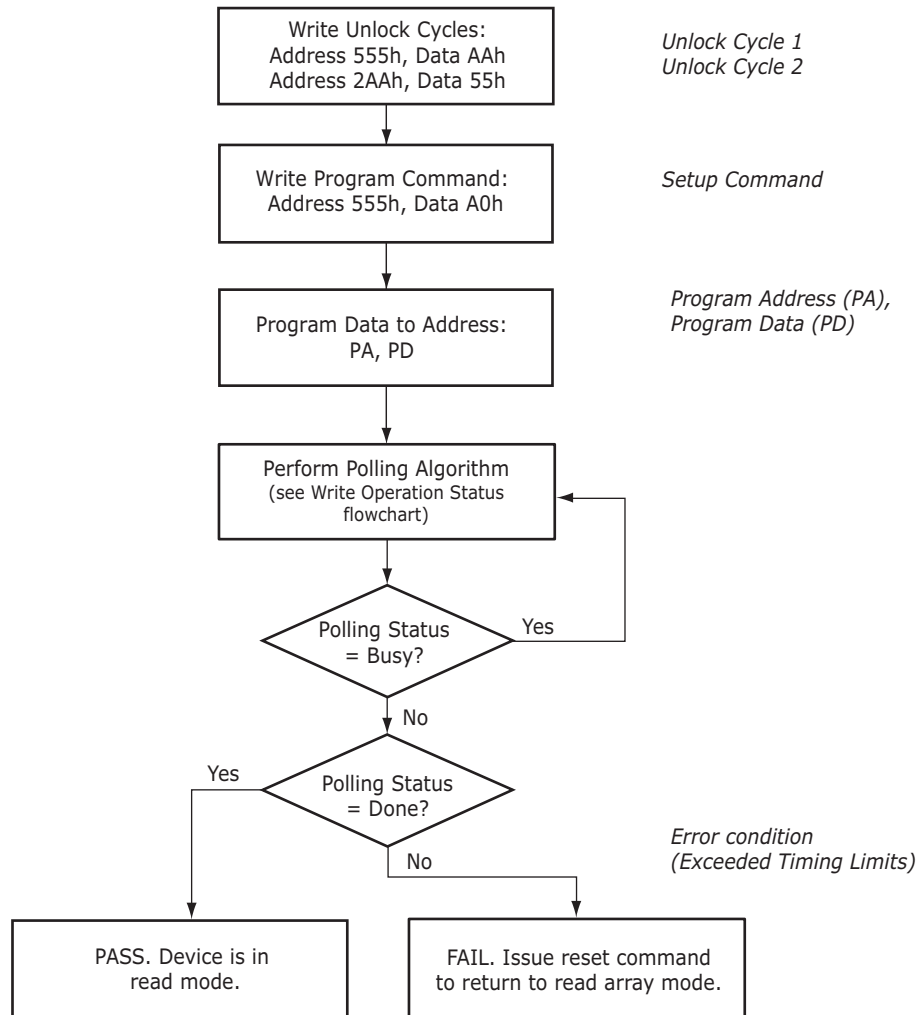 Write Unlock Cycles:
Address 555h, Data AAh
Address 2AAh, Data 55h
Unlock Cycle 1
Unlock Cycle 2
Write Program Command:
Address 555h, Data A0h
Setup Command
Program Data to Address:
PA, PD
Program Address (PA),
Program Data (PD)
Perform Polling Algorithm
(see Write Operation Status
flowchart)
Polling Status
= Busy?
Yes
No
Polling Status
= Done?
Yes
No
Error condition
(Exceeded Timing Limits)
PASS. Device is in
read mode.
FAIL. Issue reset command
to return to read array mode.